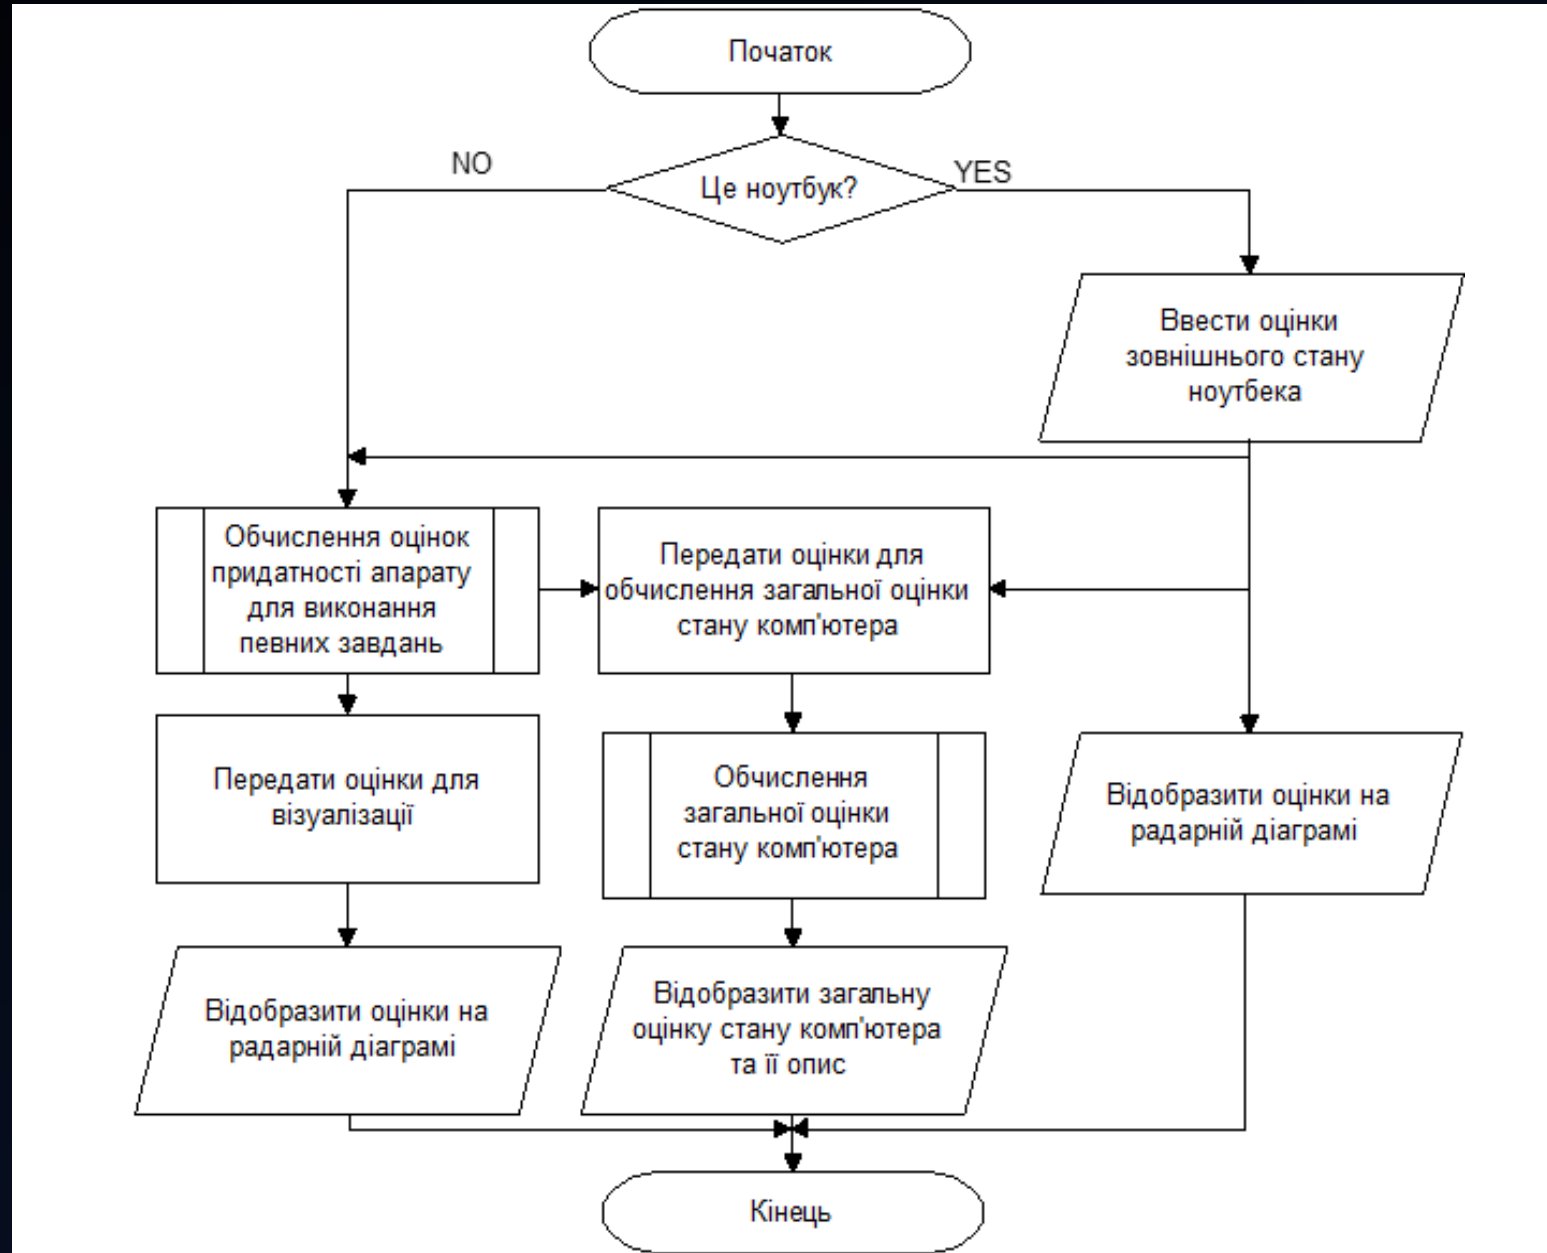 Початок
NO
YES
Це ноутбук?
Ввести оцінки
зовнішнього стану
ноутбека
Обчислення оцінок
придатності апарату
для виконання
певних завдань
Передати оцінки для
обчислення загальної оцінки
стану комп'ютера
Передати оцінки для
візуалізації
Обчислення
загальної оцінки
стану комп'ютера
Відобразити оцінки на
радарній діаграмі
Відобразити оцінки на
радарній діаграмі
Відобразити загальну
оцінку стану комп'ютера
та її опис
Кінець